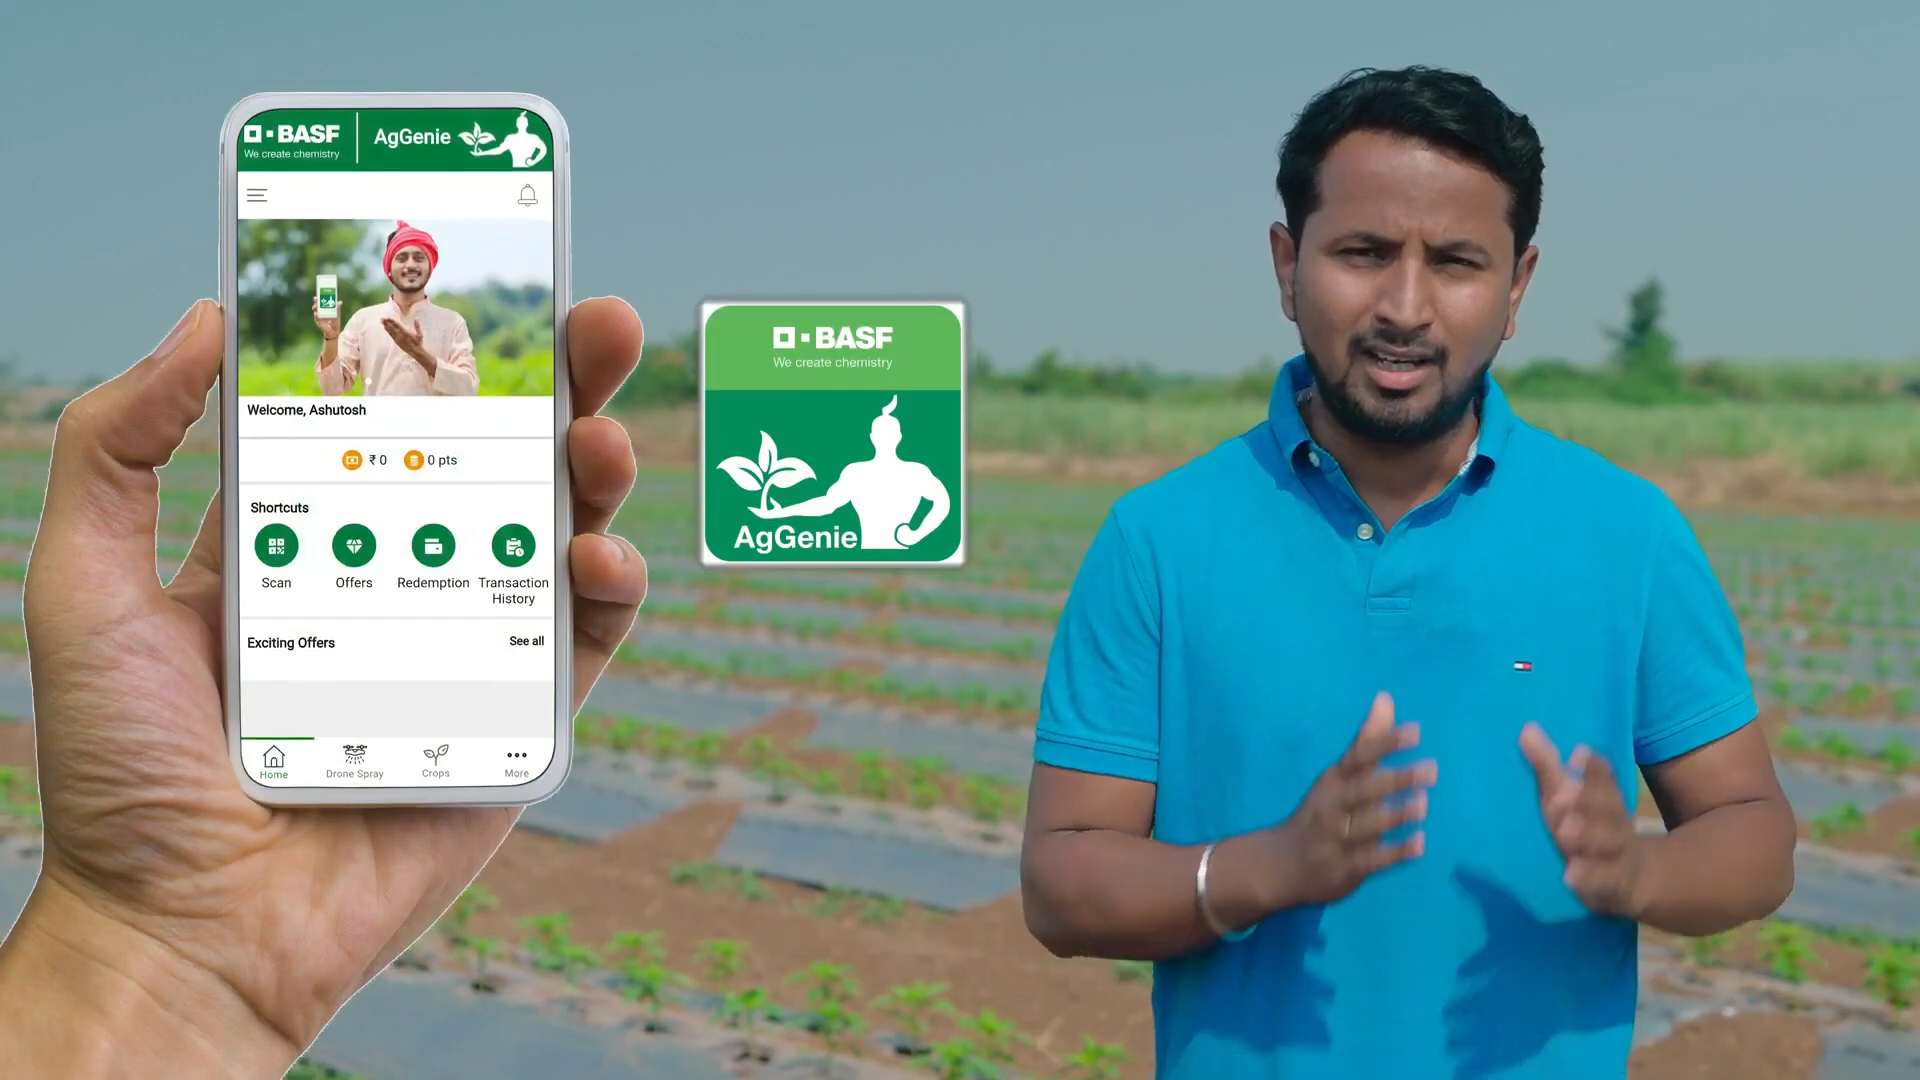 BASF
We create chemistry
AgGenie
Welcome, Ashutosh
₹ 0
0 pts
Shortcuts
Scan
Offers
Redemption
Transaction
History
Exciting Offers
See all
Home
Drone Spray
Crops
More
BASF
We create chemistry
AgGenie